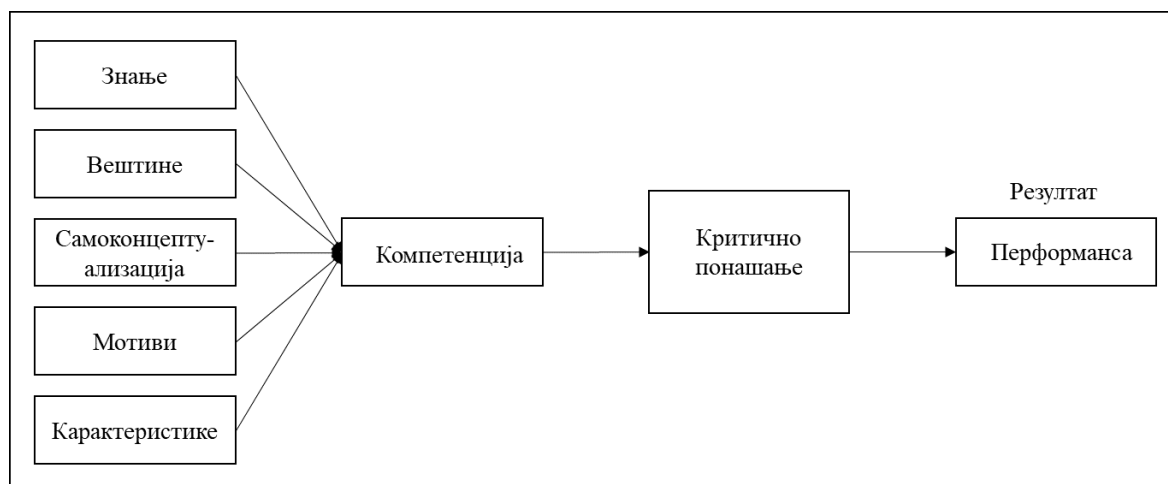 Знање
Вештине
Самоконцепту-
ализација
Мотиви
Карактеристике
Компетенција
Критично
понашање
Резултат
Перформанса